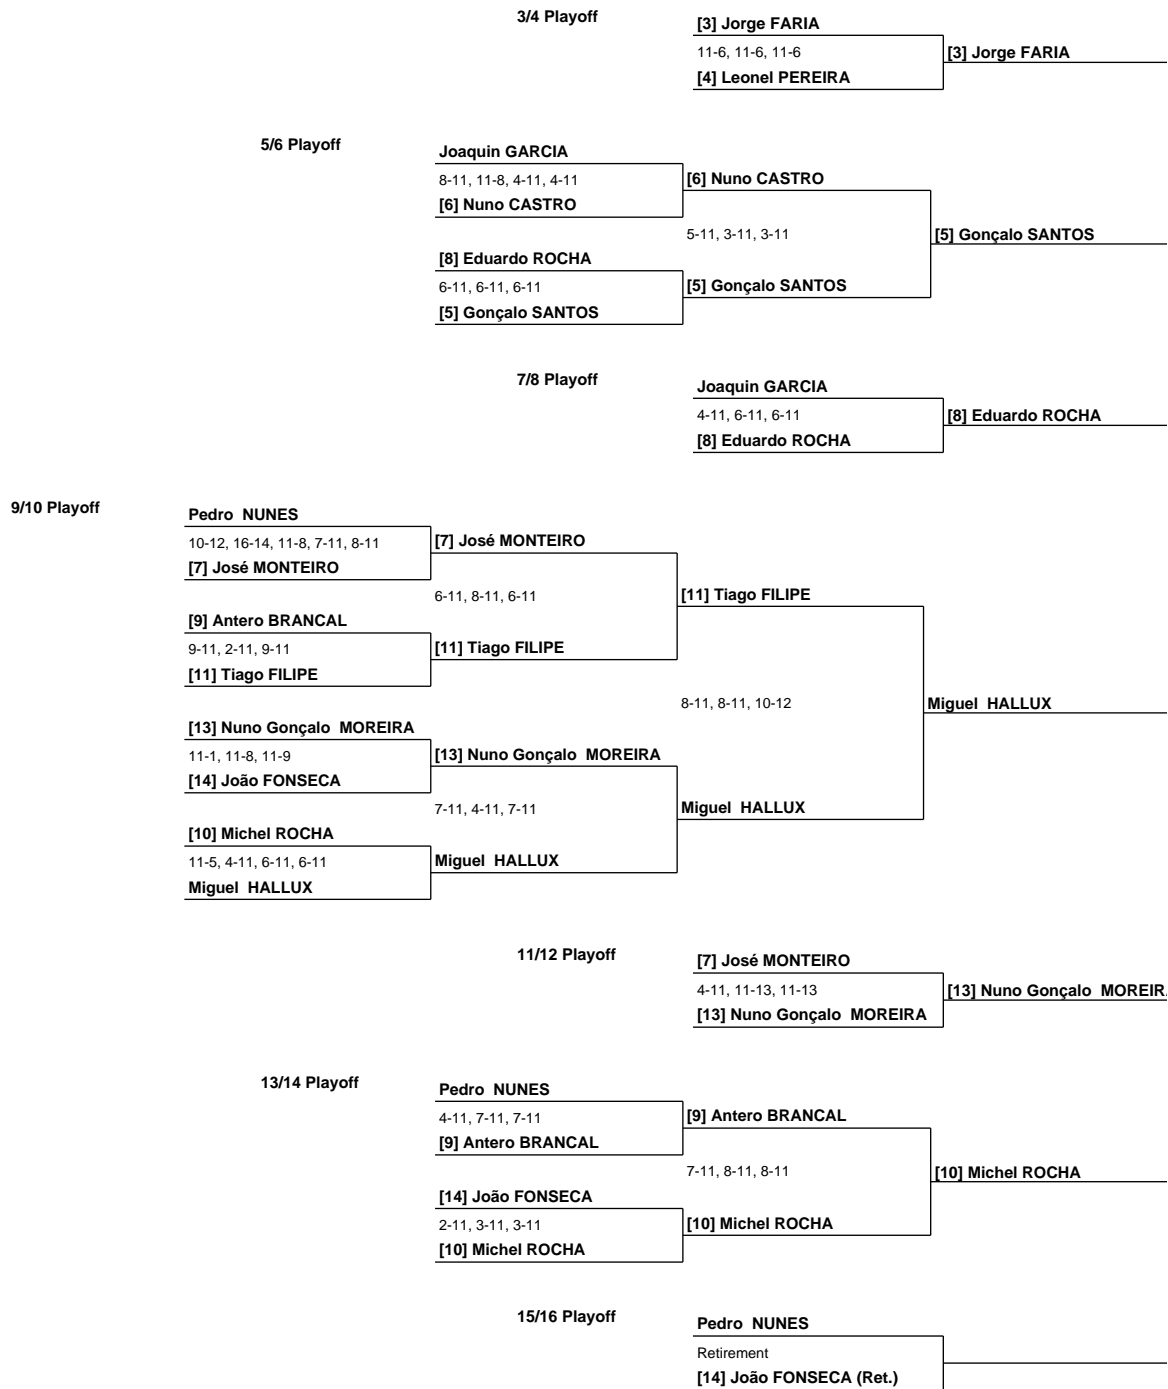 3/4 Playoff
[3] Jorge FARIA
11-6, 11-6, 11-6
[3] Jorge FARIA
[4] Leonel PEREIRA
5/6 Playoff
Joaquin GARCIA
8-11, 11-8, 4-11, 4-11
[6] Nuno CASTRO
[6] Nuno CASTRO
5-11, 3-11, 3-11
[5] Gonçalo SANTOS
[8] Eduardo ROCHA
6-11, 6-11, 6-11
[5] Gonçalo SANTOS
[5] Gonçalo SANTOS
7/8 Playoff
Joaquin GARCIA
4-11, 6-11, 6-11
[8] Eduardo ROCHA
[8] Eduardo ROCHA
9/10 Playoff
Pedro NUNES
10-12, 16-14, 11-8, 7-11, 8-11
[7] José MONTEIRO
[7] José MONTEIRO
6-11, 8-11, 6-11
[11] Tiago FILIPE
[9] Antero BRANCAL
9-11, 2-11, 9-11
[11] Tiago FILIPE
[11] Tiago FILIPE
8-11, 8-11, 10-12
Miguel HALLUX
[13] Nuno Gonçalo MOREIRA
11-1, 11-8, 11-9
[13] Nuno Gonçalo MOREIRA
[14] João FONSECA
7-11, 4-11, 7-11
Miguel HALLUX
[10] Michel ROCHA
11-5, 4-11, 6-11, 6-11
Miguel HALLUX
Miguel HALLUX
11/12 Playoff
[7] José MONTEIRO
4-11, 11-13, 11-13
[13] Nuno Gonçalo MOREIR
[13] Nuno Gonçalo MOREIRA
13/14 Playoff
Pedro NUNES
4-11, 7-11, 7-11
[9] Antero BRANCAL
[9] Antero BRANCAL
7-11, 8-11, 8-11
[10] Michel ROCHA
[14] João FONSECA
2-11, 3-11, 3-11
[10] Michel ROCHA
[10] Michel ROCHA
15/16 Playoff
Pedro NUNES
Retirement
[14] João FONSECA (Ret.)